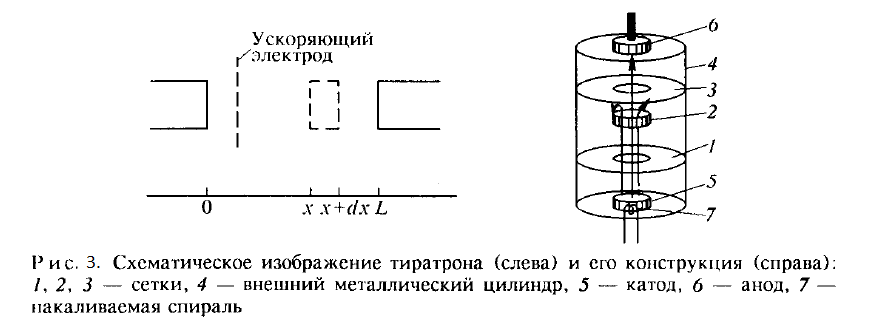 Ускоряющий
электрод
0 x x+dx L
6
4
3
2
1
5
7
Рис. 3. Схематическое изображение тиратрона (слева) и его конструкция (справа):
1, 2, 3 — сетки, 4 — внешний металлический цилиндр, 5 — катод, 6 — анод, 7 —
накаливаемая спираль